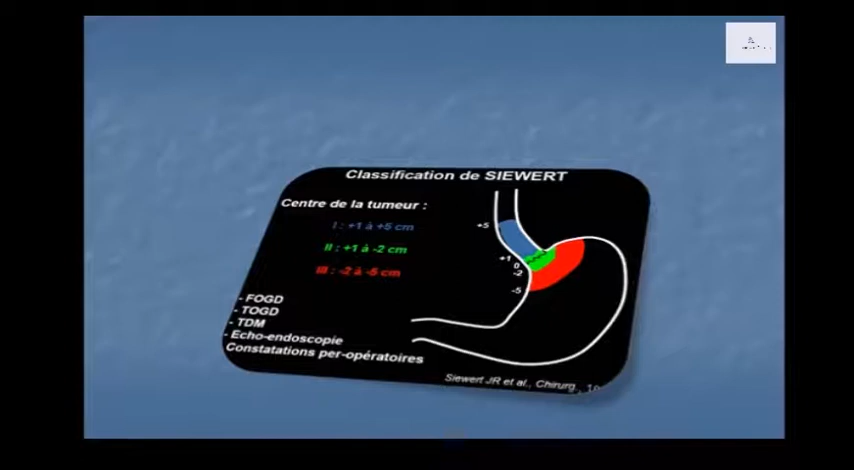 Classification de SIEWERT
Centre de la tumeur :
I : +1 à +5 cm
II : +1 à -2 cm
III : -2 à -5 cm
+5
+1
0
-2
-5
- FOGD
- TOGD
- TDM
- Echo-endoscopie
Constatations per-opératoires
Siewert JR et al., Chirurg.,